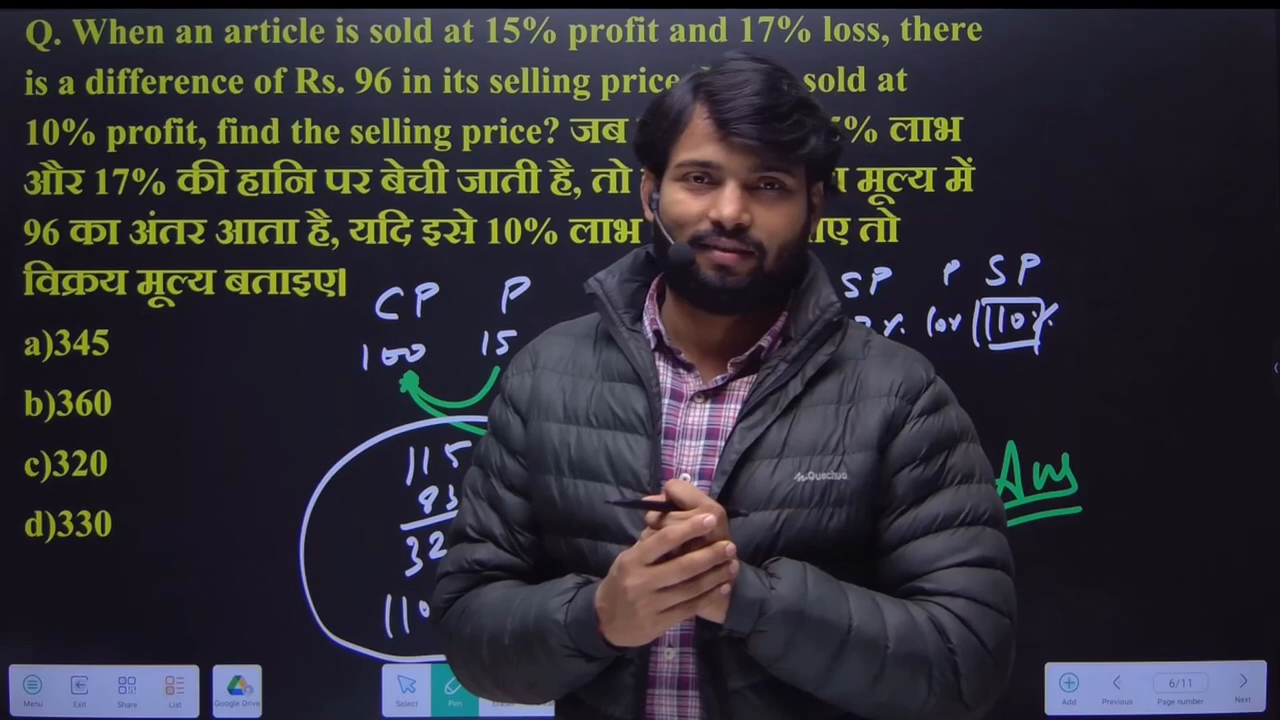 Q. When an article is sold at 15% profit and 17% loss, there
is a difference of Rs. 96 in its selling price sold at
10% profit, find the selling price? जब 5% लाभ
और 17% की हानि पर बेची जाती है, तो मूल्य में
96 का अंतर आता है, यदि इसे 10% लाभ तो
विक्रय मूल्य बताइए।
CP P SP P SP
100 15 10% 110%
a)345
b)360
115
c)320
83
Ans
32
d)330
110
Quechua
Menu Exit Share List Google Drive Select Pen Add Previous 6/11 Page number Next